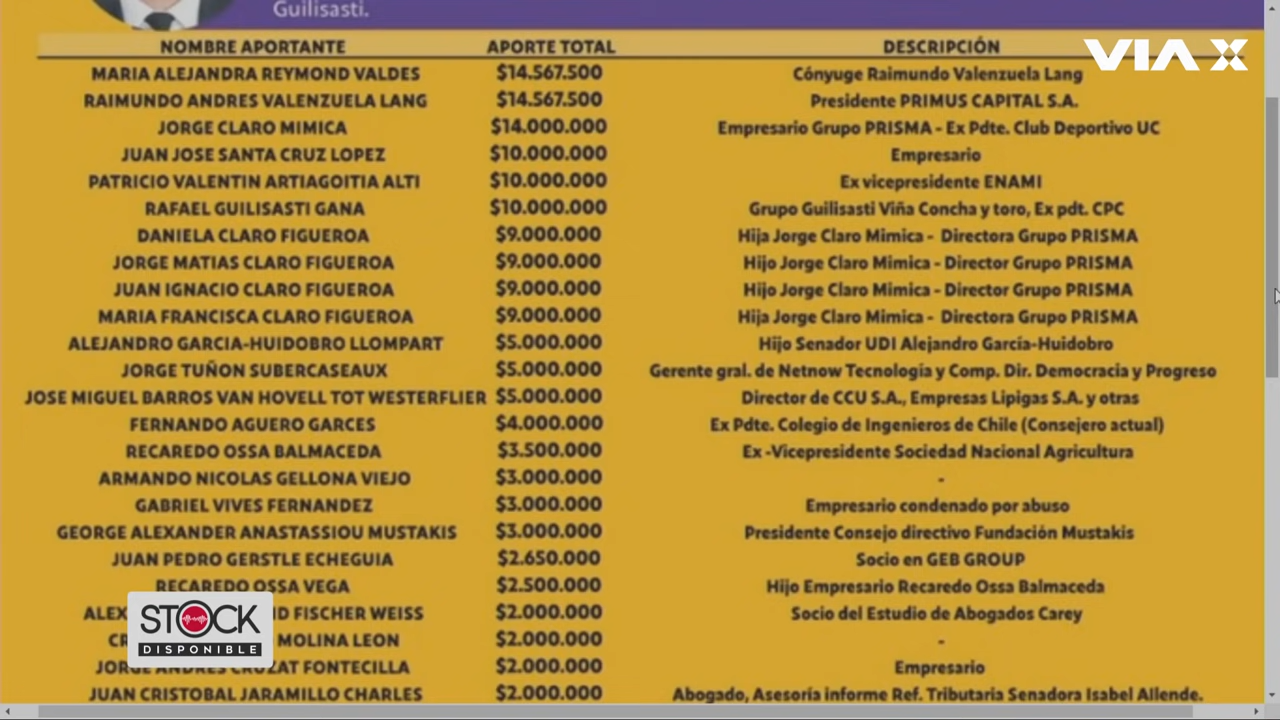 Guilisasti.
VIA X
NOMBRE APORTANTE APORTE TOTAL DESCRIPCIÓN
MARIA ALEJANDRA REYMOND VALDES $14.567.500 Cónyuge Raimundo Valenzuela Lang
RAIMUNDO ANDRES VALENZUELA LANG $14.567.500 Presidente PRIMUS CAPITAL S.A.
JORGE CLARO MIMICA $14.000.000 Empresario Grupo PRISMA - Ex Pdte. Club Deportivo UC
JUAN JOSE SANTA CRUZ LOPEZ $10.000.000 Empresario
PATRICIO VALENTIN ARTIAGOITIA ALTI $10.000.000 Ex vicepresidente ENAMI
RAFAEL GUILISASTI GANA $10.000.000 Grupo Guilisasti Viña Concha y toro, Ex pdt. CPC
DANIELA CLARO FIGUEROA $9.000.000 Hija Jorge Claro Mimica - Directora Grupo PRISMA
JORGE MATIAS CLARO FIGUEROA $9.000.000 Hijo Jorge Claro Mimica - Director Grupo PRISMA
JUAN IGNACIO CLARO FIGUEROA $9.000.000 Hijo Jorge Claro Mimica - Director Grupo PRISMA
MARIA FRANCISCA CLARO FIGUEROA $9.000.000 Hija Jorge Claro Mimica - Directora Grupo PRISMA
ALEJANDRO GARCIA-HUIDOBRO LLOMPART $5.000.000 Hijo Senador UDI Alejandro García-Huidobro
JORGE TUÑON SUBERCASEAUX $5.000.000 Gerente gral. de Netnow Tecnología y Comp. Dir. Democracia y Progreso
JOSE MIGUEL BARROS VAN HOVELL TOT WESTERFLIER $5.000.000 Director de CCU S.A., Empresas Lipigas S.A. y otras
FERNANDO AGUERO GARCES $4.000.000 Ex Pdte. Colegio de Ingenieros de Chile (Consejero actual)
RECAREDO OSSA BALMACEDA $3.500.000 Ex -Vicepresidente Sociedad Nacional Agricultura
ARMANDO NICOLAS GELLONA VIEJO $3.000.000 -
GABRIEL VIVES FERNANDEZ $3.000.000 Empresario condenado por abuso
GEORGE ALEXANDER ANASTASSIOU MUSTAKIS $3.000.000 Presidente Consejo directivo Fundación Mustakis
JUAN PEDRO GERSTLE ECHEGUIA $2.650.000 Socio en GEB GROUP
RECAREDO OSSA VEGA $2.500.000 Hijo Empresario Recaredo Ossa Balmaceda
FISCHER WEISS $2.000.000 Socio del Estudio de Abogados Carey
MOLINA LEON $2.000.000 -
JORGE ANDRES CRUZAT FONTECILLA $2.000.000 Empresario
JUAN CRISTOBAL JARAMILLO CHARLES $2.000.000 Abogado, Asesoría informe Ref. Tributaria Senadora Isabel Allende.
STOCK
DISPONIBLE